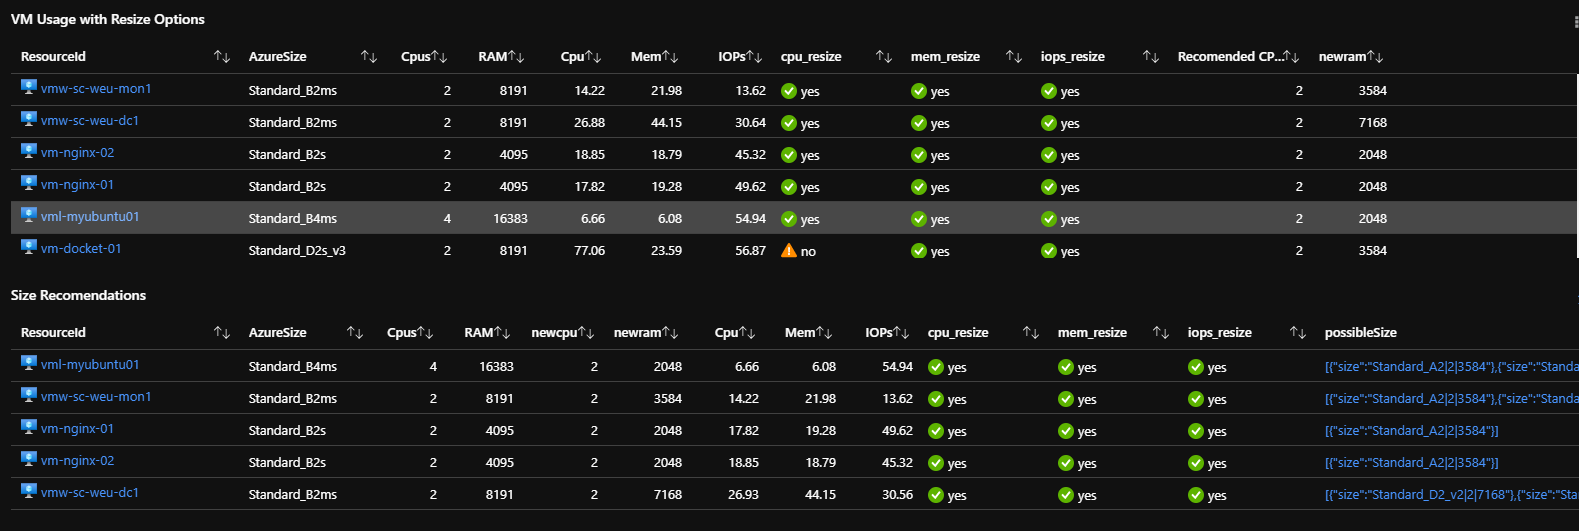 VM Usage with Resize Options
ResourceId AzureSize Cpus RAM Cpu Mem IOPs cpu_resize mem_resize iops_resize Recomended CP... newram
vmw-sc-weu-mon1 Standard_B2ms 2 8191 14.22 21.98 13.62 yes yes yes 2 3584
vmw-sc-weu-dc1 Standard_B2ms 2 8191 26.88 44.15 30.64 yes yes yes 2 7168
vm-nginx-02 Standard_B2s 2 4095 18.85 18.79 45.32 yes yes yes 2 2048
vm-nginx-01 Standard_B2s 2 4095 17.82 19.28 49.62 yes yes yes 2 2048
vml-myubuntu01 Standard_B4ms 4 16383 6.66 6.08 54.94 yes yes yes 2 2048
vm-docket-01 Standard_D2s_v3 2 8191 77.06 23.59 56.87 no yes yes 2 3584
Size Recomendations
ResourceId AzureSize Cpus RAM newcpu newram Cpu Mem IOPs cpu_resize mem_resize iops_resize possibleSize
vml-myubuntu01 Standard_B4ms 4 16383 2 2048 6.66 6.08 54.94 yes yes yes [{"size":"Standard_A2|2|3584"},{"size":"Standa
vmw-sc-weu-mon1 Standard_B2ms 2 8191 2 3584 14.22 21.98 13.62 yes yes yes [{"size":"Standard_A2|2|3584"},{"size":"Standa
vm-nginx-01 Standard_B2s 2 4095 2 2048 17.82 19.28 49.62 yes yes yes [{"size":"Standard_A2|2|3584"}]
vm-nginx-02 Standard_B2s 2 4095 2 2048 18.85 18.79 45.32 yes yes yes [{"size":"Standard_A2|2|3584"}]
vmw-sc-weu-dc1 Standard_B2ms 2 8191 2 7168 26.93 44.15 30.56 yes yes yes [{"size":"Standard_D2_v2|2|7168"},{"size":"Sta